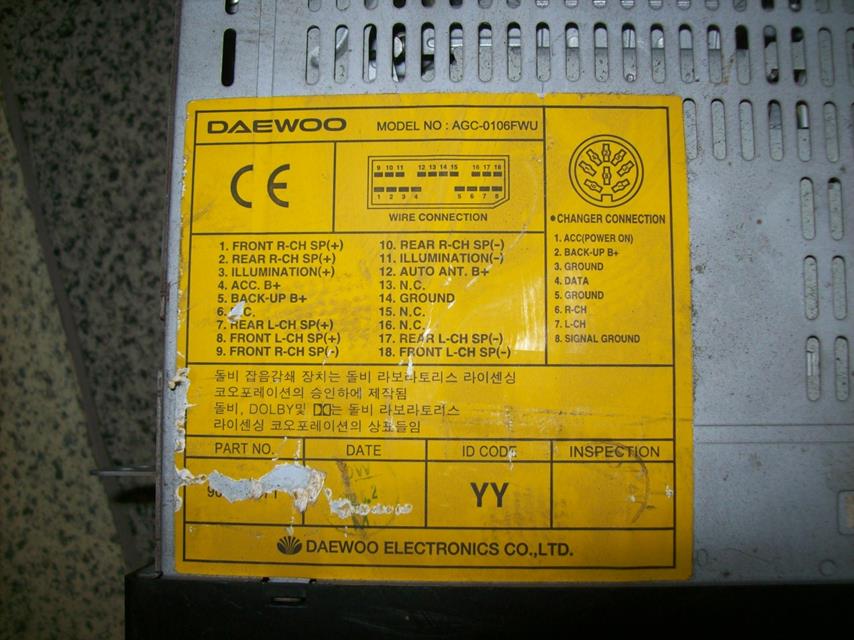 DAEWOO MODEL NO : AGC-0106FWU
CE
9 10 11 12 13 14 15 16 17 18
1 2 3 4 5 6 7 8
WIRE CONNECTION
•CHANGER CONNECTION
1. ACC(POWER ON)
2. BACK-UP B+
3. GROUND
4. DATA
5. GROUND
6. R-CH
7. L-CH
8. SIGNAL GROUND
1. FRONT R-CH SP(+)
2. REAR R-CH SP(+)
3. ILLUMINATION(+)
4. ACC. B+
5. BACK-UP B+
6. C.
7. REAR L-CH SP(+)
8. FRONT L-CH SP(+)
9. FRONT R-CH SP(-)
10. REAR R-CH SP(-)
11. ILLUMINATION(-)
12. AUTO ANT. B+
13. N.C.
14. GROUND
15. N.C.
16. N.C.
17. REAR L-CH SP(-)
18. FRONT L-CH SP(-)
돌비 잡음감쇄 장치는 돌비 라보라토리스 라이센싱
코오포레이션의 승인하에 제작됨
돌비, DOLBY및 는 돌비 라보라토리스
라이센싱 코오포레이션의 상표들임
PART NO. DATE ID CODE INSPECTION
YY
DAEWOO ELECTRONICS CO.,LTD.